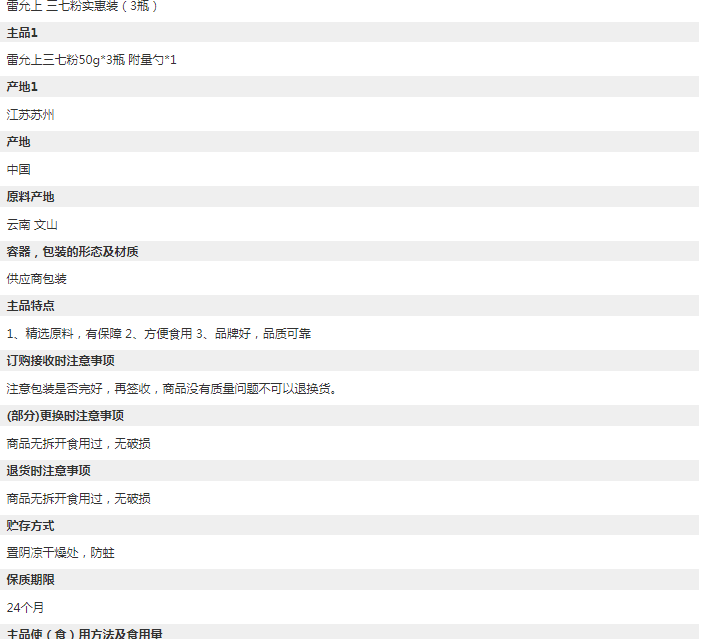 雷允上 三七粉实惠装（3瓶）
主品1
雷允上三七粉50g*3瓶 附量勺*1
产地1
江苏苏州
产地
中国
原料产地
云南 文山
容器，包装的形态及材质
供应商包装
主品特点
1、精选原料，有保障 2、方便食用 3、品牌好，品质可靠
订购接收时注意事项
注意包装是否完好，再签收，商品没有质量问题不可以退换货。
(部分)更换时注意事项
商品无拆开食用过，无破损
退货时注意事项
商品无拆开食用过，无破损
贮存方式
置阴凉干燥处，防蛀
保质期限
24个月
主品使（食）用方法及食用量